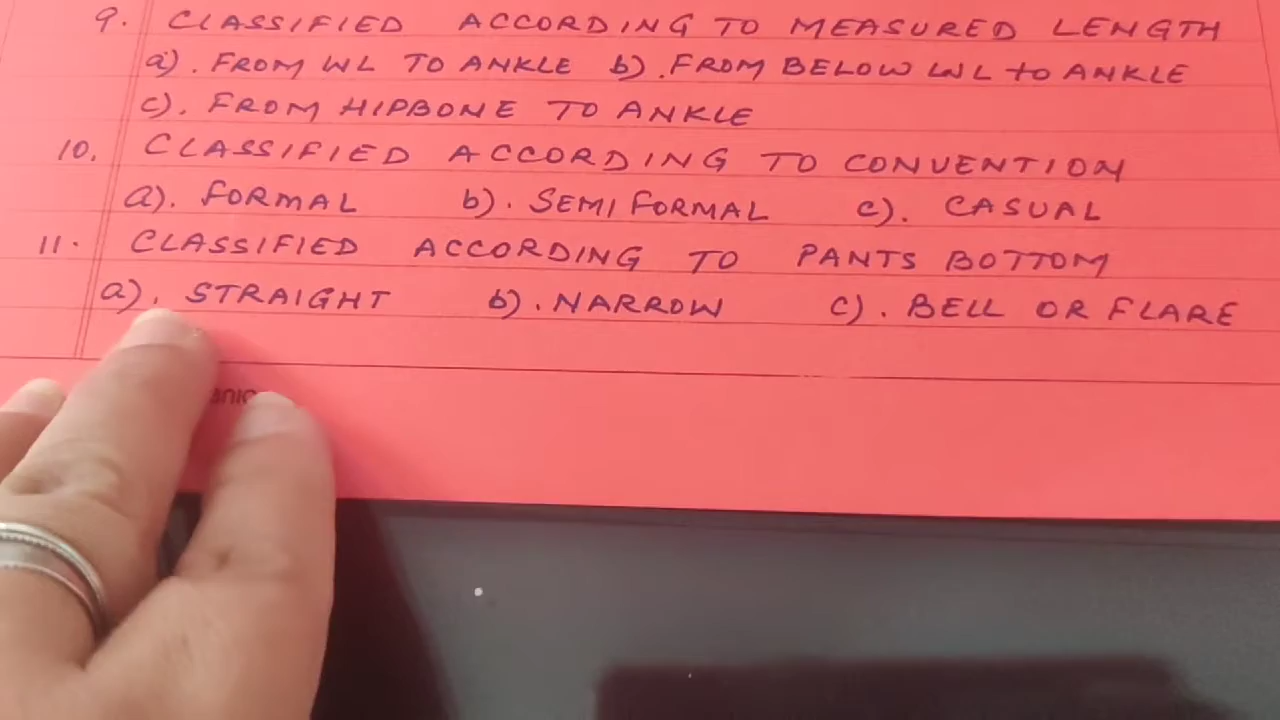 9. CLASSIFIED ACCORDING TO MEASURED LENGTH
a). FROM WL TO ANKLE b). FROM BELOW WL to ANKLE
c). FROM HIPBONE TO ANKLE
10. CLASSIFIED ACCORDING TO CONVENTION
a). FORMAL b). SEMI FORMAL c). CASUAL
11. CLASSIFIED ACCORDING TO PANTS BOTTOM
a). STRAIGHT b). NARROW c). BELL OR FLARE